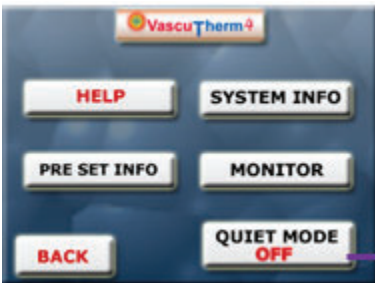 VascuTherm4
HELP
SYSTEM INFO
PRE SET INFO
MONITOR
BACK
QUIET MODE
OFF